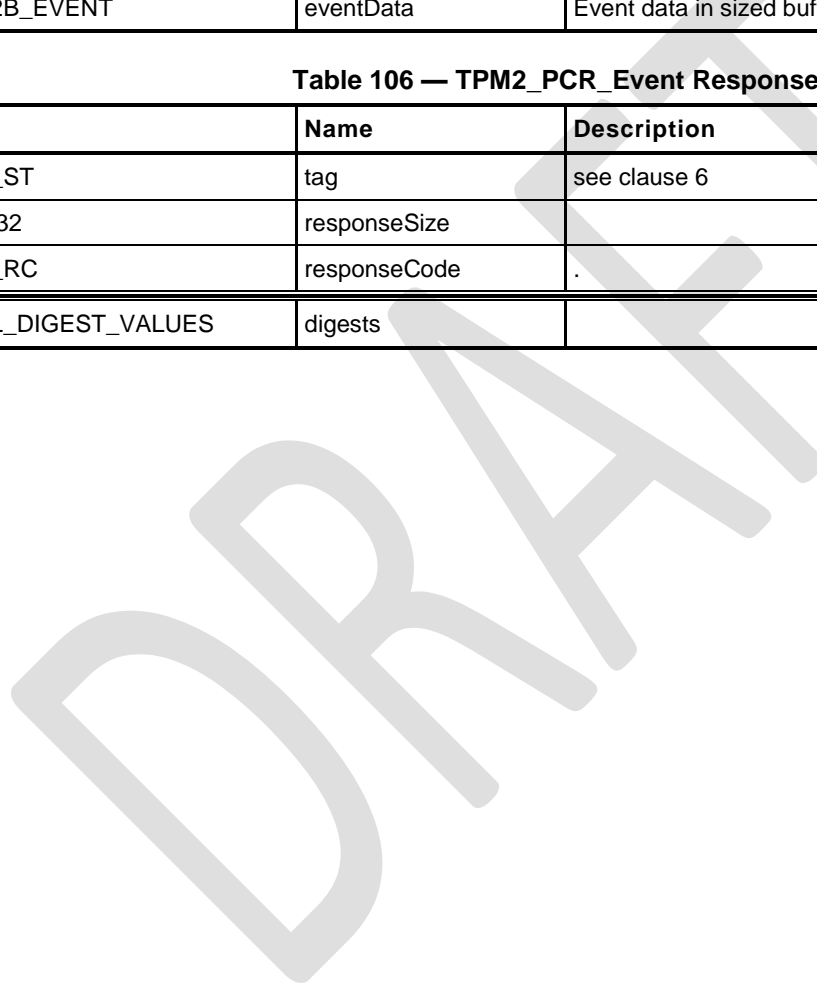 2B_EVENT eventData Event data in sized buf
Table 106 — TPM2_PCR_Event Response
Name Description
_ST tag see clause 6
32 responseSize
_RC responseCode .
_DIGEST_VALUES digests
DRAFT